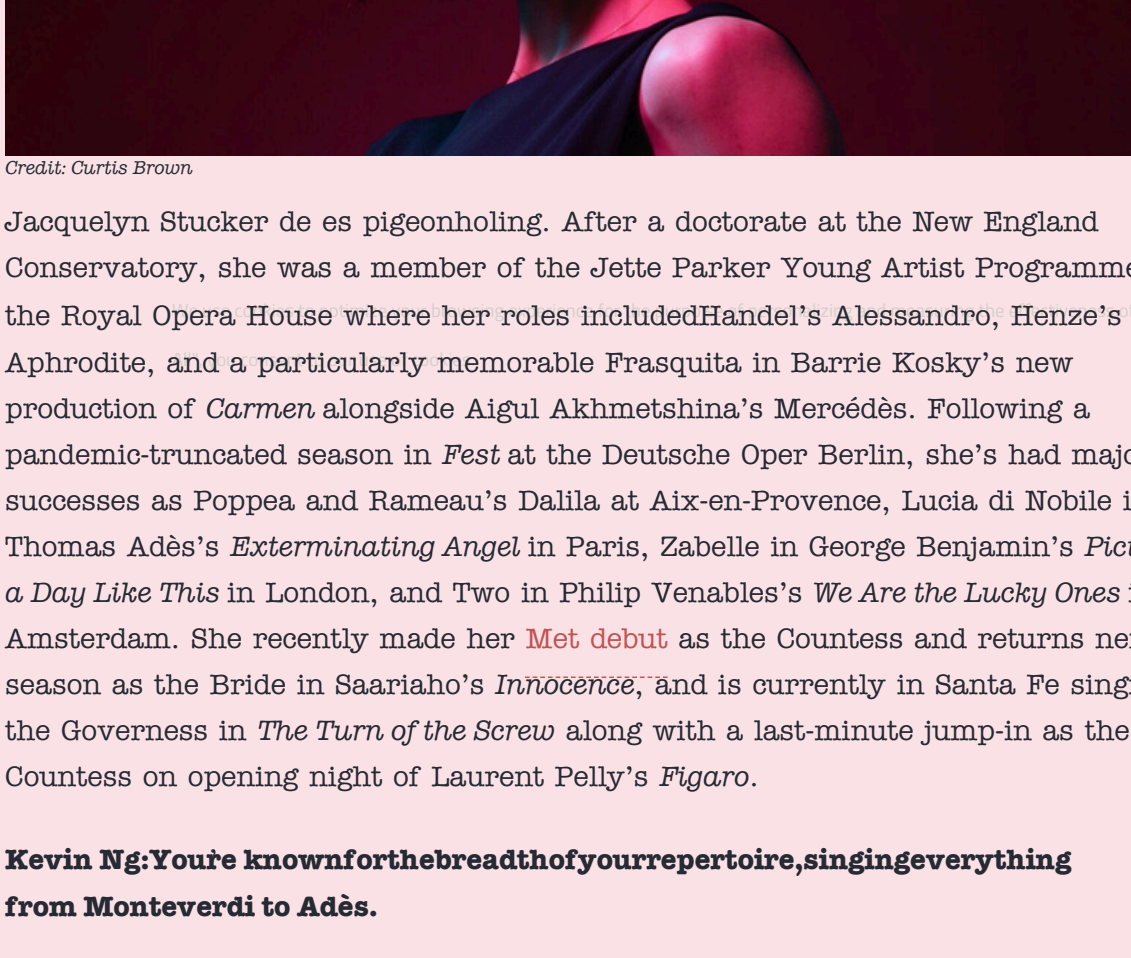 Credit: Curtis Brown
Jacquelyn Stucker de es pigeonholing. After a doctorate at the New England
Conservatory, she was a member of the Jette Parker Young Artist Programme
the Royal Opera House where her roles includedHandel’s Alessandro, Henze’s
Aphrodite, and a particularly memorable Frasquita in Barrie Kosky’s new
production of Carmen alongside Aigul Akhmetshina’s Mercédès. Following a
pandemic-truncated season in Fest at the Deutsche Oper Berlin, she’s had
successes as Poppea and Rameau’s Dalila at Aix-en-Provence, Lucia di Nobile
Thomas Adès’s Exterminating Angel in Paris, Zabelle in George Benjamin’s
a Day Like This in London, and Two in Philip Venables’s We Are the Lucky Ones
Amsterdam. She recently made her Met debut as the Countess and returns
season as the Bride in Saariaho’s Innocence, and is currently in Santa Fe
the Governess in The Turn of the Screw along with a last-minute jump-in as the
Countess on opening night of Laurent Pelly’s Figaro.
Kevin Ng:You’re knownforthebreadthofyourrepertoire,singingeverything
from Monteverdi to Adès.